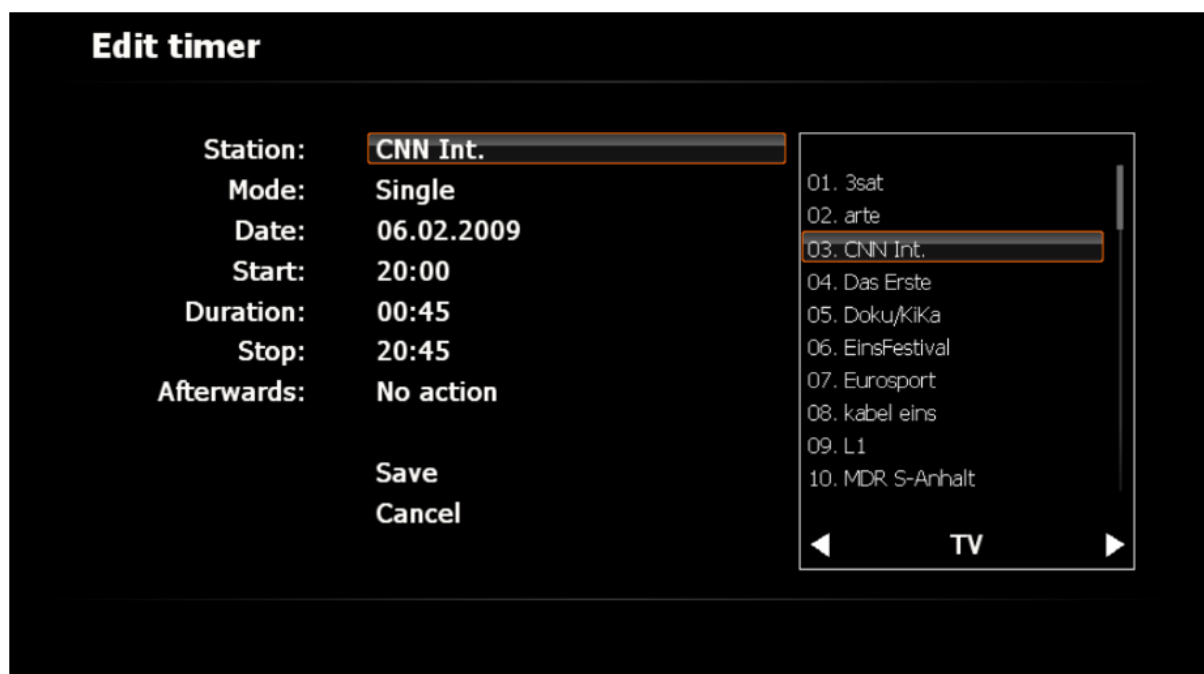 Edit timer
Station: CNN Int.
Mode: Single
Date: 06.02.2009
Start: 20:00
Duration: 00:45
Stop: 20:45
Afterwards: No action
Save
Cancel
01. 3sat
02. arte
03. CNN Int.
04. Das Erste
05. Doku/KiKa
06. EinsFestival
07. Eurosport
08. kabel eins
09. L1
10. MDR S-Anhalt
TV